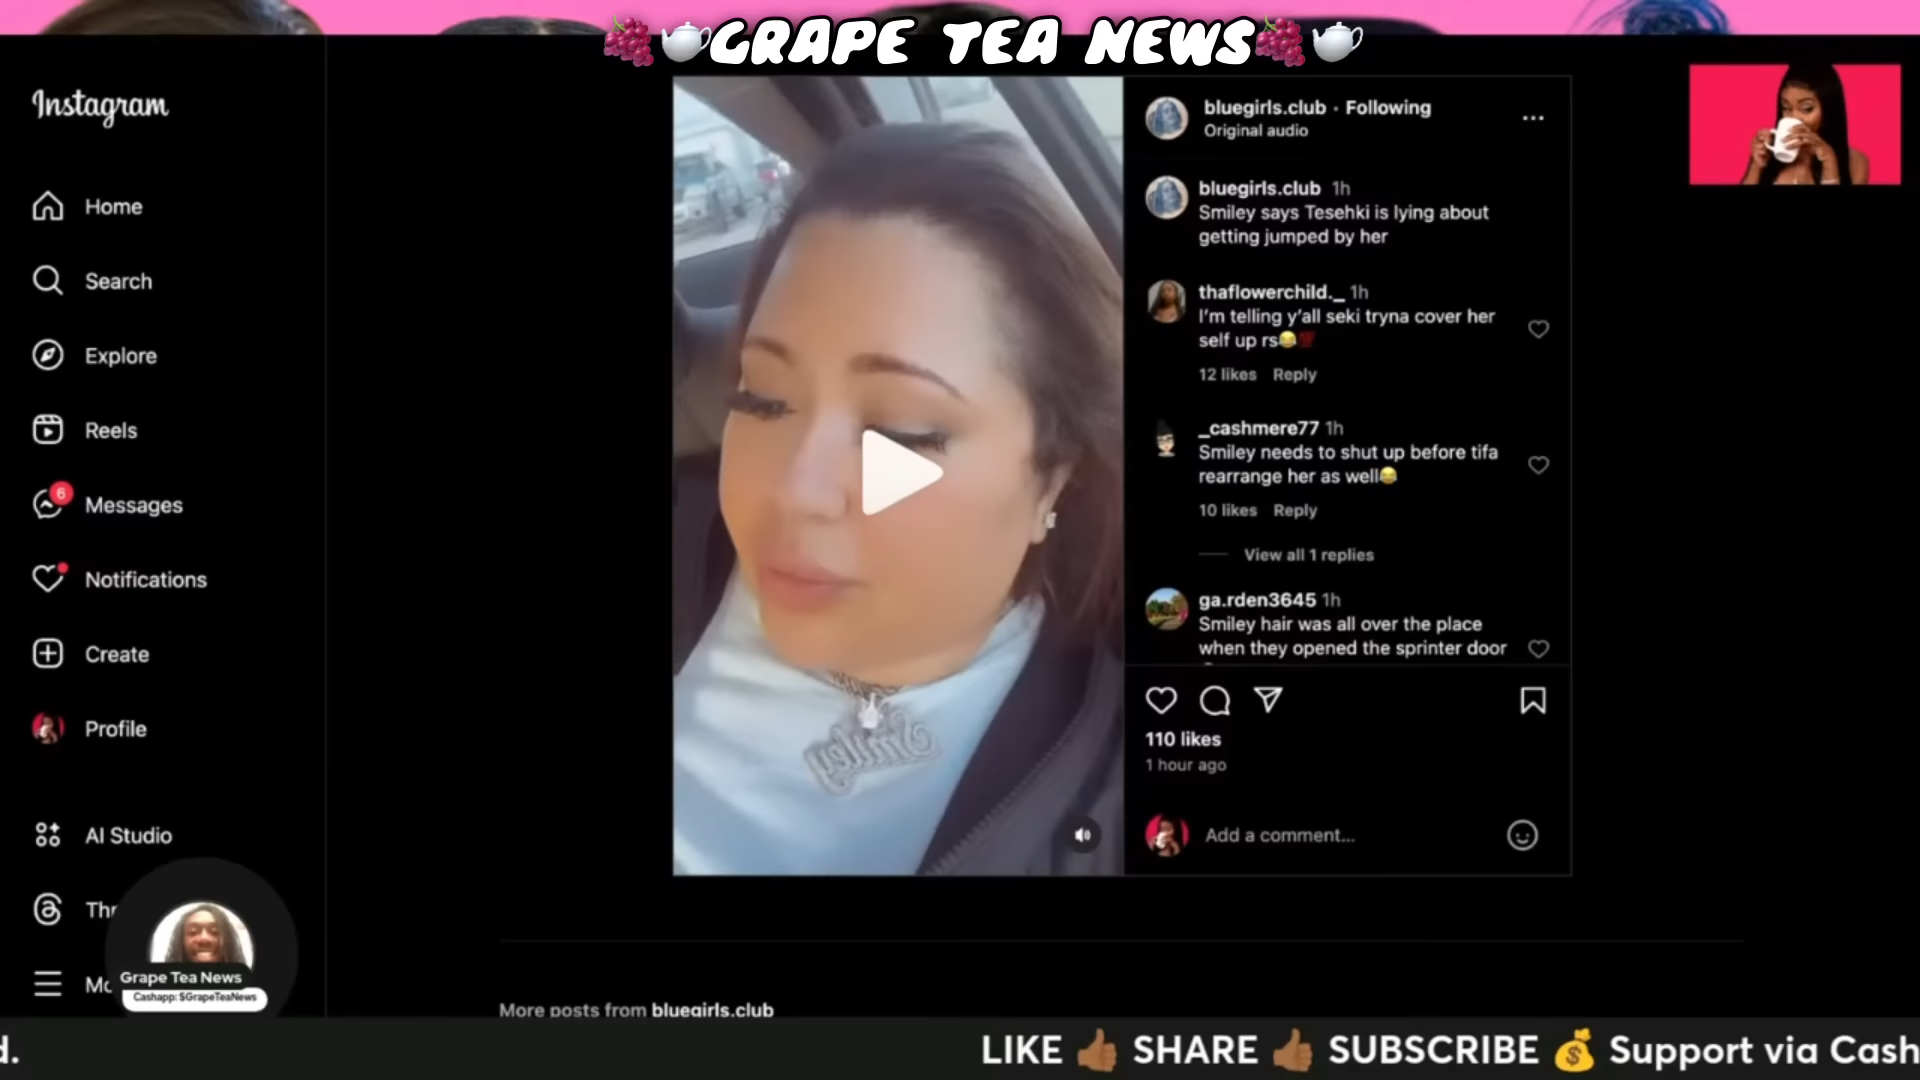 GRAPE TEA NEWS
Instagram
Home
Search
Explore
Reels
6
Messages
Notifications
Create
Profile
AI Studio
Grape Tea News
Cashapp: $GrapeTeaNews
Smiley
bluegirls.club · Following
Original audio
bluegirls.club 1h
Smiley says Tesehki is lying about
getting jumped by her
thaflowerchild._ 1h
I'm telling y'all seki tryna cover her
self up rs😂💯
12 likes Reply
_cashmere77 1h
Smiley needs to shut up before tifa
rearrange her as well😂
10 likes Reply
View all 1 replies
ga.rden3645 1h
Smiley hair was all over the place
when they opened the sprinter door
110 likes
1 hour ago
Add a comment...
More posts from bluegirls.club
d.
LIKE 👍🏾 SHARE 👍🏾 SUBSCRIBE 💰 Support via Cash